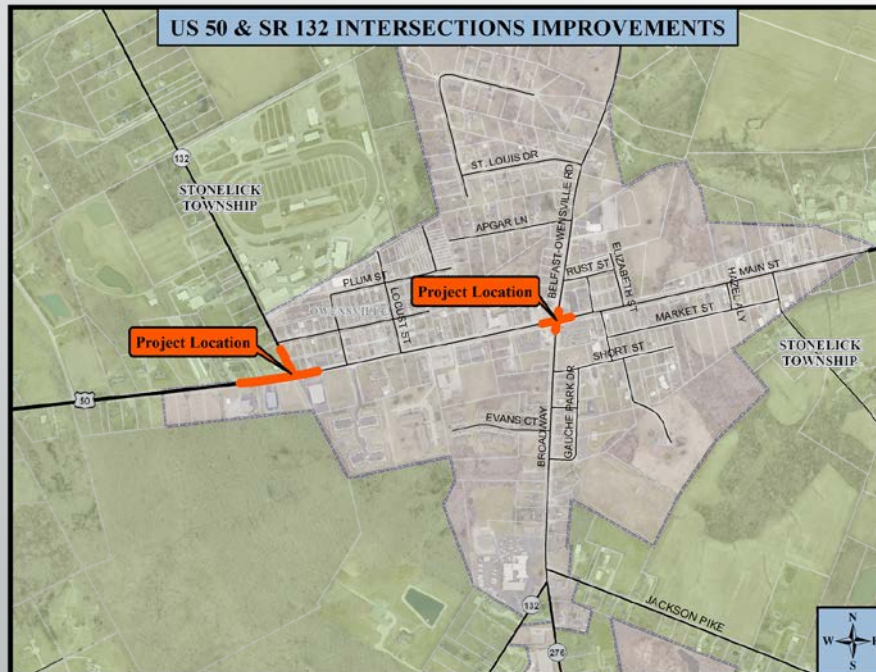 US 50 & SR 132 INTERSECTIONS IMPROVEMENTS
132
STONELICK
TOWNSHIP
ST. LOUIS DR
BELFAST-OWENSVILLE RD
APGAR LN
PLUM ST
LOCUST ST
OWENSVILLE
Project Location
RUST ST
ELIZABETH ST
MAIN ST
HAZEL ALY
MARKET ST
Project Location
SHORT ST
STONELICK
TOWNSHIP
50
EVANS CT
BROADWAY
GAUCHE PARK DR
JACKSON PIKE
132
276
N
W
E
S